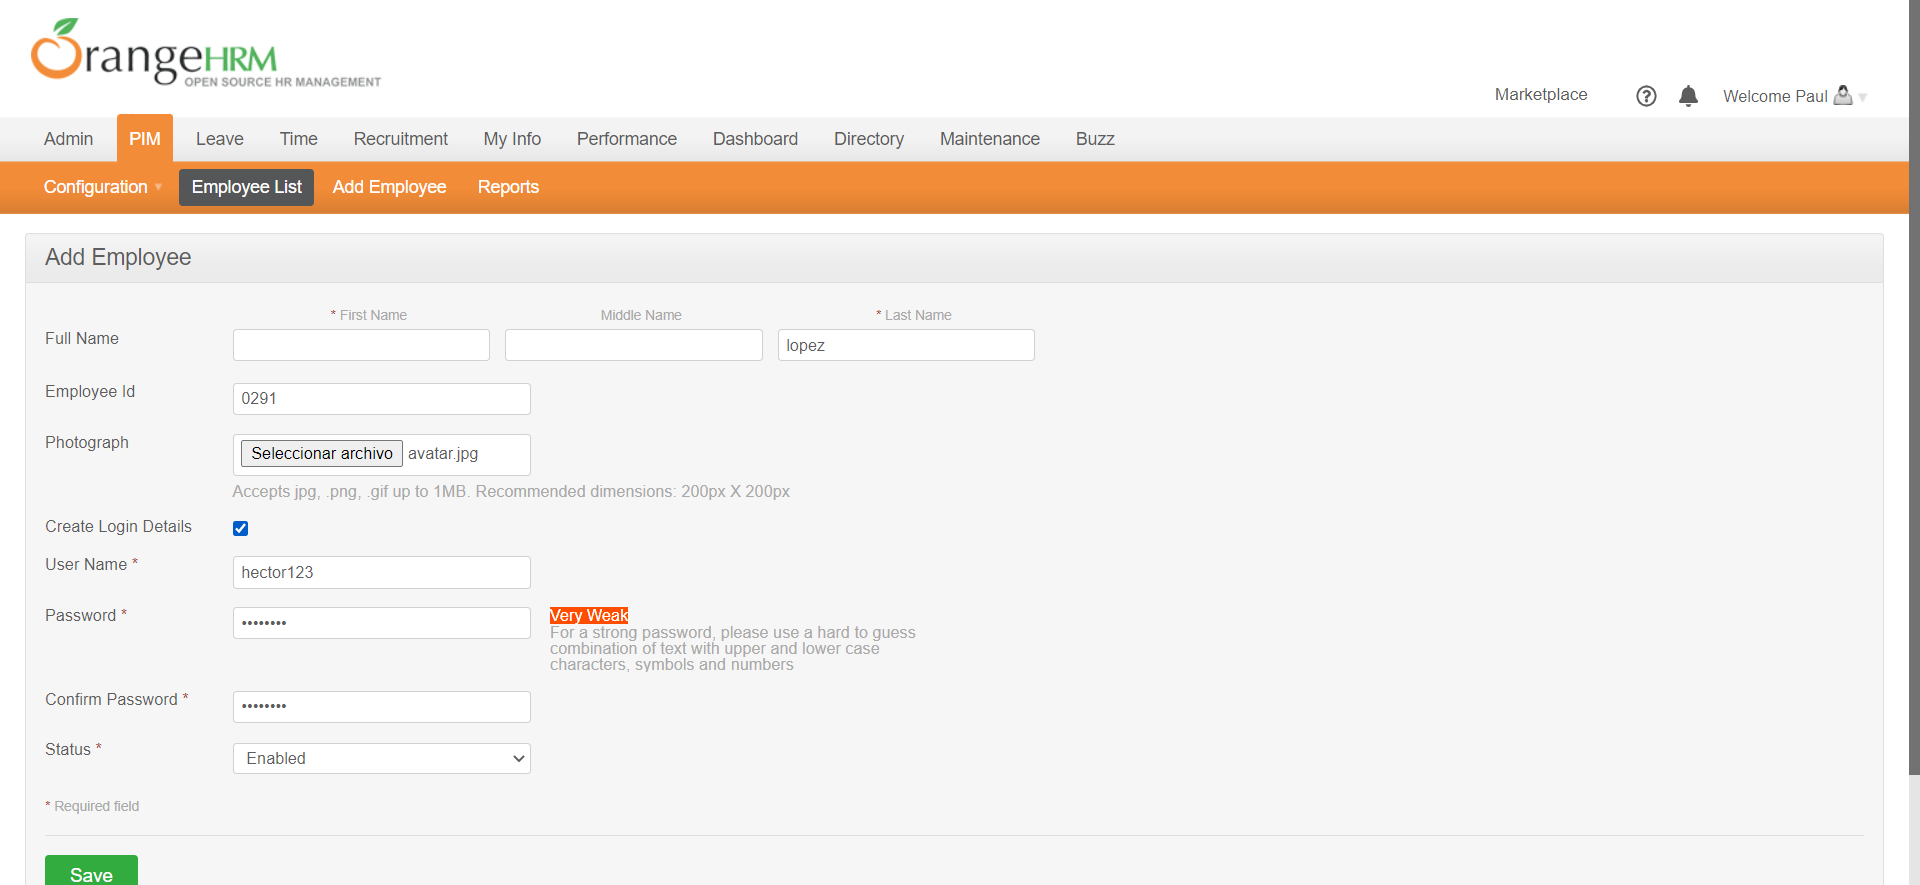 OrangeHRM
OPEN SOURCE HR MANAGEMENT
Marketplace
Welcome Paul
Admin PIM Leave Time Recruitment My Info Performance Dashboard Directory Maintenance Buzz
Configuration Employee List Add Employee Reports
Add Employee
* First Name Middle Name * Last Name
Full Name lopez
Employee Id 0291
Photograph Seleccionar archivo avatar.jpg
Accepts jpg, .png, .gif up to 1MB. Recommended dimensions: 200px X 200px
Create Login Details
User Name * hector123
Password * •••••••• Very Weak
For a strong password, please use a hard to guess
combination of text with upper and lower case
characters, symbols and numbers
Confirm Password * ••••••••
Status * Enabled
* Required field
Save